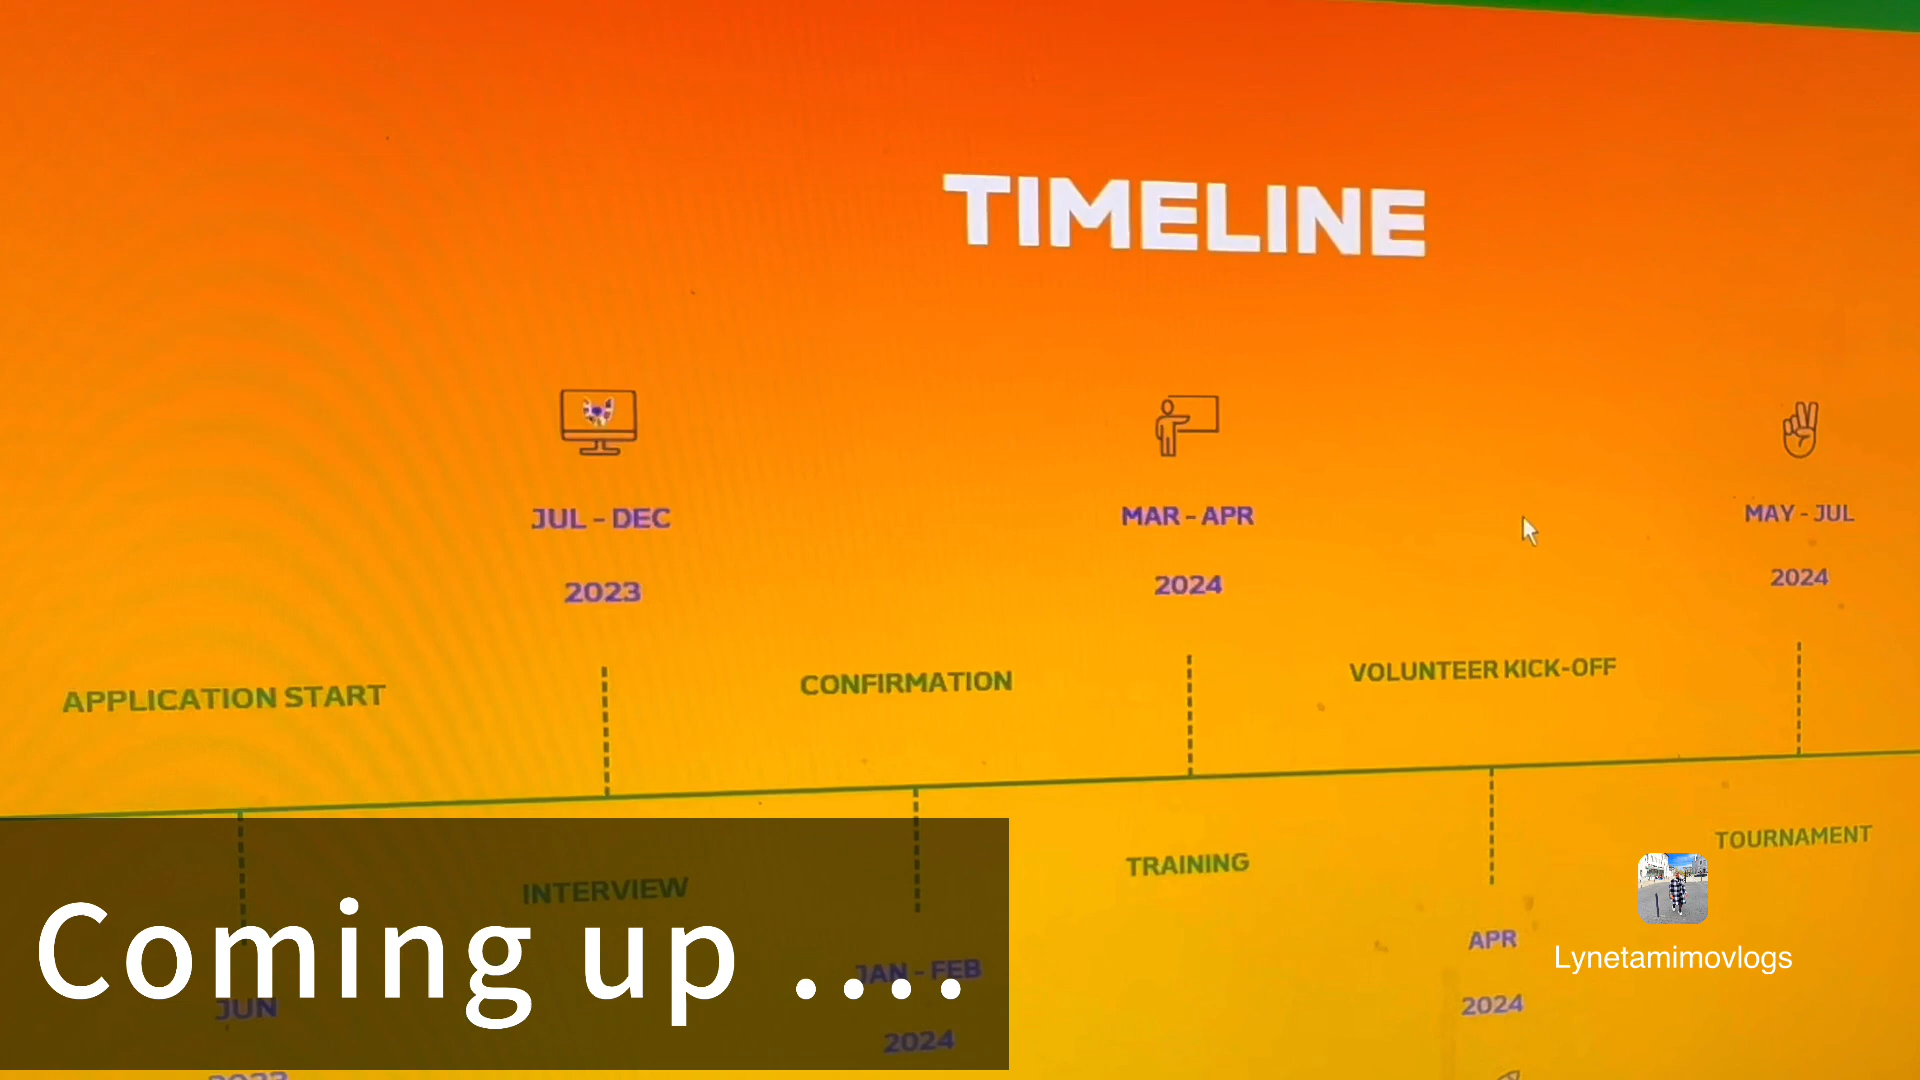 TIMELINE
JUL - DEC
2023
MAR - APR
2024
MAY - JUL
2024
APPLICATION START
CONFIRMATION
VOLUNTEER KICK-OFF
INTERVIEW
TRAINING
TOURNAMENT
JUN
2023
JAN - FEB
2024
APR
2024
Coming up ....
Lynetamimovlogs